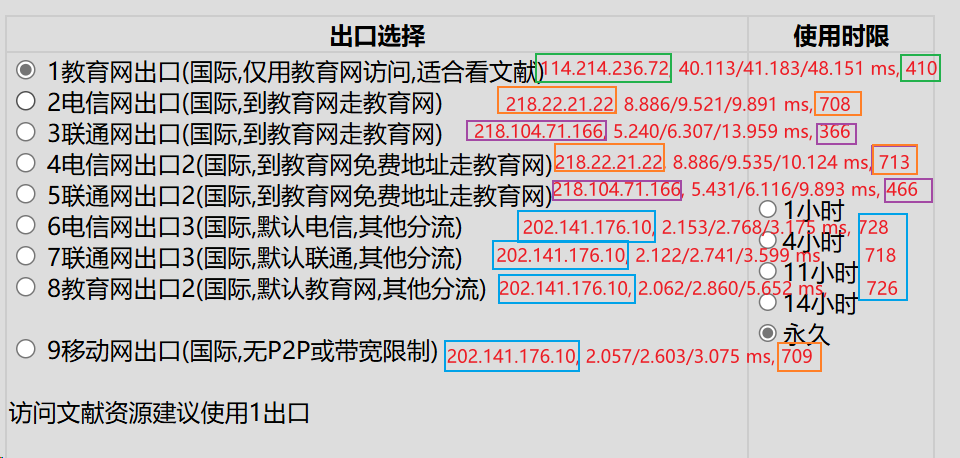 出口选择 使用时限
1教育网出口(国际,仅用教育网访问,适合看文献) 114.214.236.72, 40.113/41.183/48.151 ms, 410
2电信网出口(国际,到教育网走教育网) 218.22.21.22 8.886/9.521/9.891 ms, 708
3联通网出口(国际,到教育网走教育网) 218.104.71.166, 5.240/6.307/13.959 ms, 366
4电信网出口2(国际,到教育网免费地址走教育网) 218.22.21.22 8.886/9.535/10.124 ms, 713
5联通网出口2(国际,到教育网免费地址走教育网) 218.104.71.166, 5.431/6.116/9.893 ms, 466
1小时
6电信网出口3(国际,默认电信,其他分流) 202.141.176.10, 2.153/2.768/3.175 ms, 728
4小时
7联通网出口3(国际,默认联通,其他分流) 202.141.176.10, 2.122/2.741/3.599 ms, 718
11小时
8教育网出口2(国际,默认教育网,其他分流) 202.141.176.10, 2.062/2.860/5.652 ms, 726
14小时
永久
9移动网出口(国际,无P2P或带宽限制) 202.141.176.10, 2.057/2.603/3.075 ms, 709
访问文献资源建议使用1出口